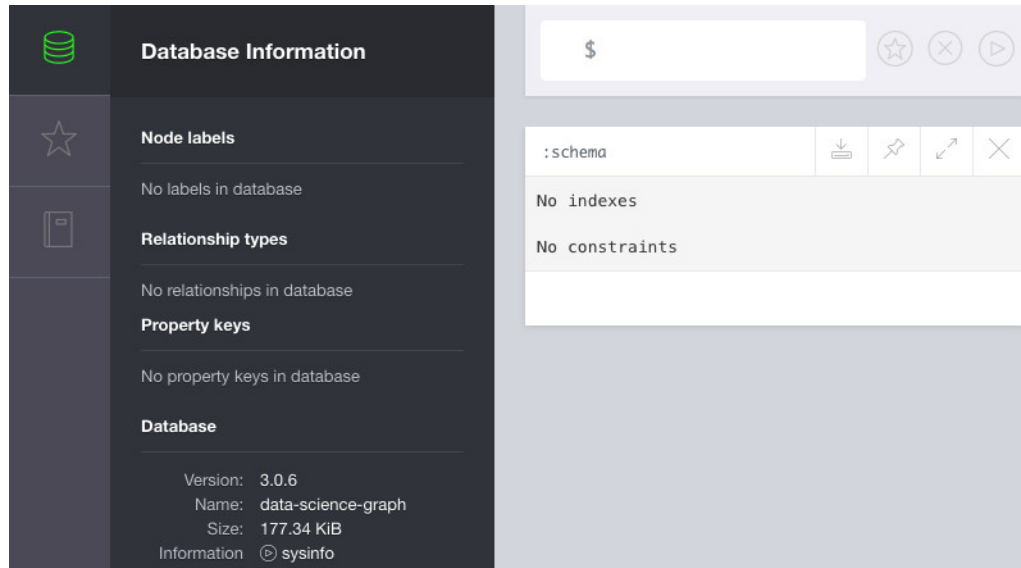 Database Information
Node labels
No labels in database
Relationship types
No relationships in database
Property keys
No property keys in database
Database
Version: 3.0.6
Name: data-science-graph
Size: 177.34 KiB
Information sysinfo
$
:schema
No indexes
No constraints